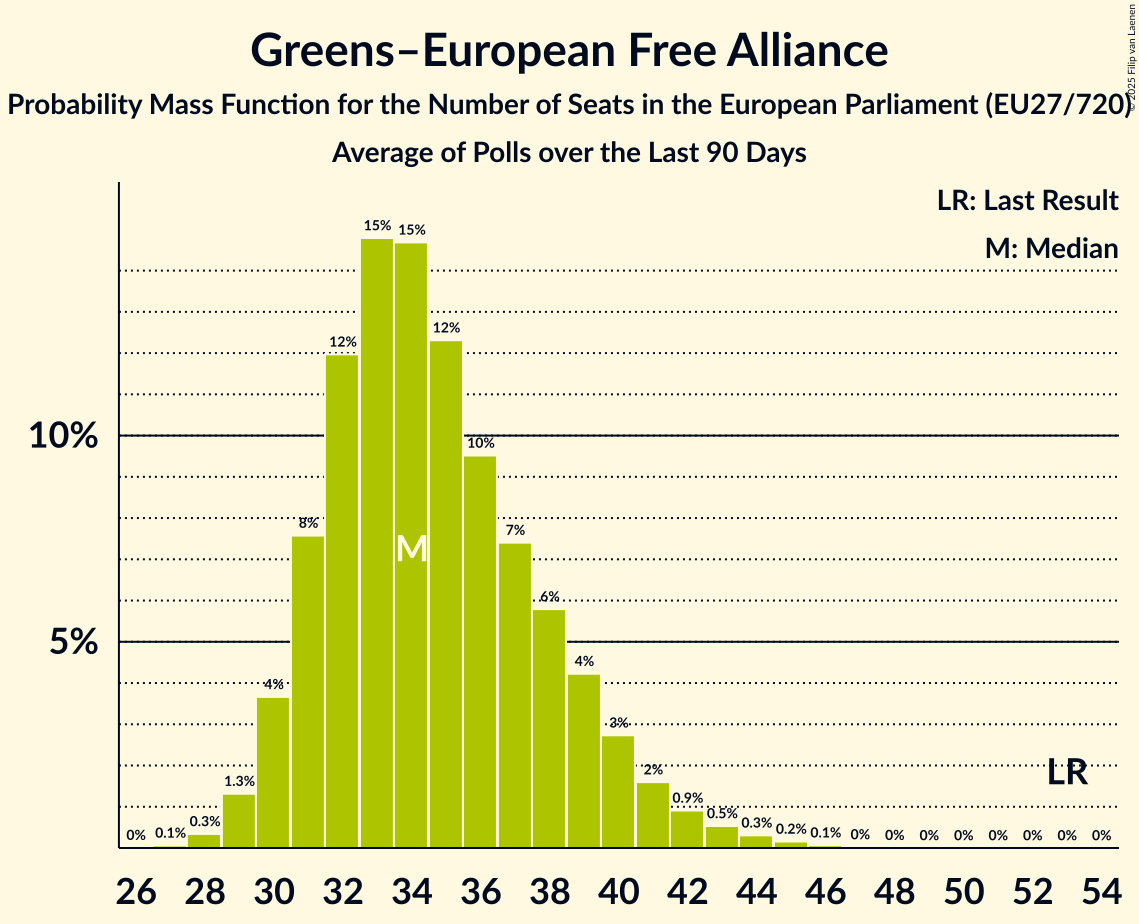 Greens–European Free Alliance
Probability Mass Function for the Number of Seats in the European Parliament (EU27/720)
Average of Polls over the Last 90 Days
© 2025 Filip van Laenen
LR: Last Result
M: Median
10%
5%
0% 0.1% 0.3% 1.3% 4% 8% 12% 15% 15% 12% 10% 7% 6% 4% 3% 2% 0.9% 0.5% 0.3% 0.2% 0.1% 0% 0% 0% 0% 0% 0% 0% 0%
M
LR
26 28 30 32 34 36 38 40 42 44 46 48 50 52 54